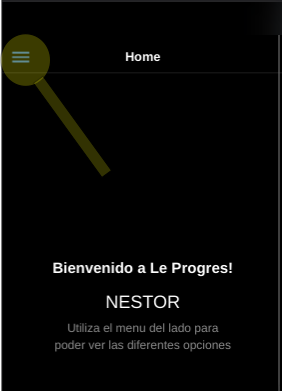 Home
Bienvenido a Le Progres!
NESTOR
Utiliza el menu del lado para
poder ver las diferentes opciones